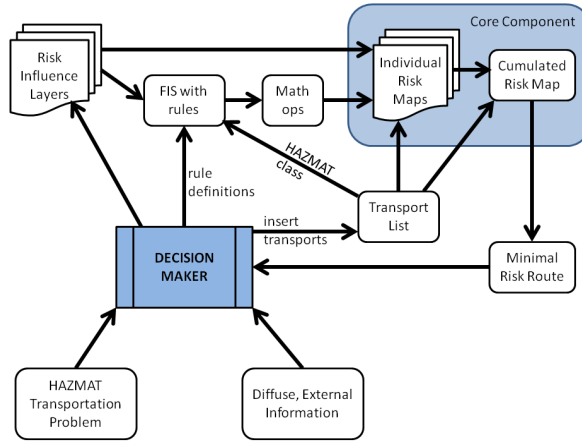 Core Component
Risk
Influence
Layers
FIS with
rules
Math
ops
Individual
Risk
Maps
Cumulated
Risk Map
HAZMAT
class
rule
definitions
insert
transports
Transport
List
DECISION
MAKER
Minimal
Risk Route
HAZMAT
Transportation
Problem
Diffuse, External
Information